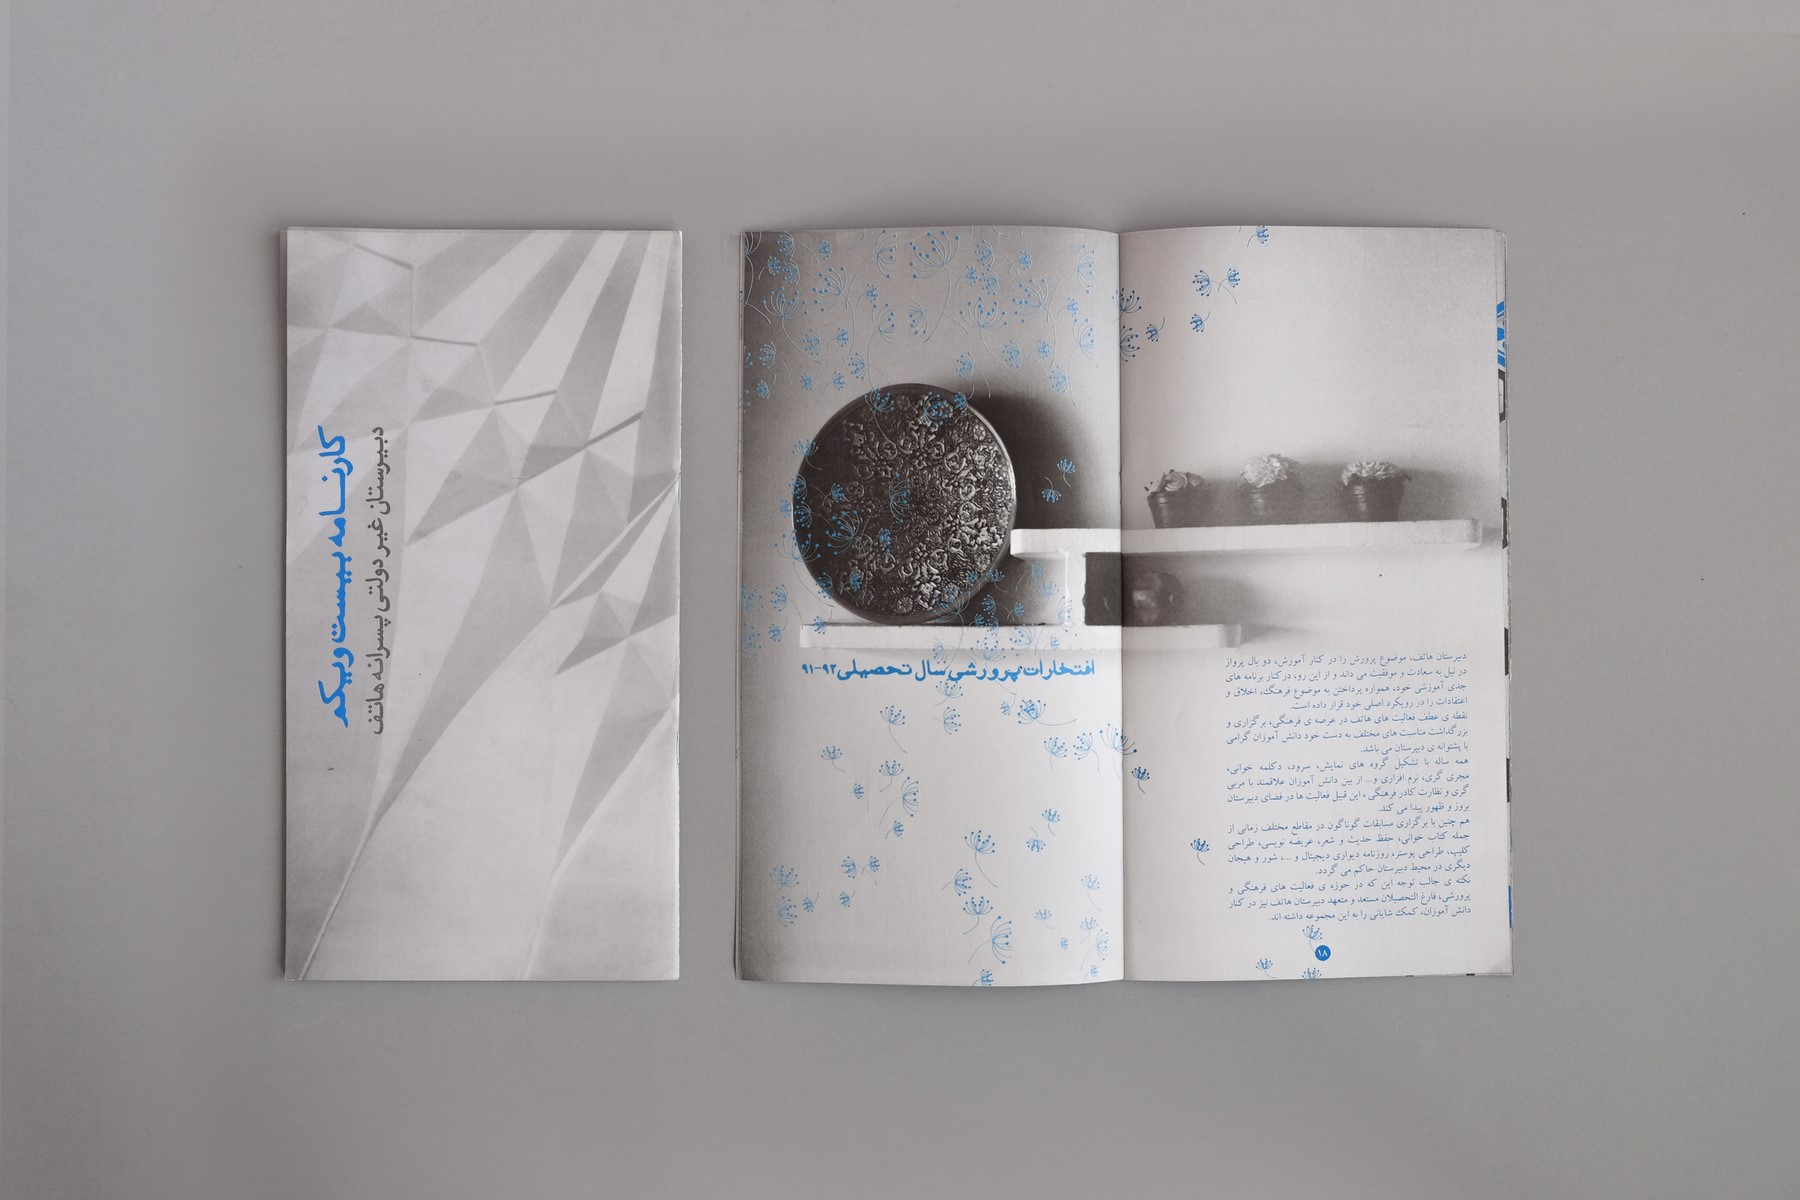 کارنامه بیست و یکم
دبیرستان غیر دولتی پسرانه هاتف
افتخارات پرورشی سال تحصیلی ۹۲-۹۱
دبیرستان هاتف، موضوع پرورش را در کنار آموزش، دو بال پرواز
در نیل به سعادت و موفقیت می داند و از این رو، در کنار برنامه های
جدی آموزشی خود، همواره پرداختن به موضوع فرهنگ، اخلاق و
اعتقادات را در رویکرد اصلی خود قرار داده است.
نقطه ی عطف فعالیت های هاتف در عرصه ی فرهنگی، برگزاری و
بزرگداشت مناسبت های مختلف به دست خود دانش آموزان گرامی
با پشتوانه ی دبیرستان می باشد.
همه ساله با تشکیل گروه های نمایش، سرود، دکلمه خوانی،
مجری گری، نرم افزاری و... از بین دانش آموزان علاقمند با مربی
گری و نظارت کادر فرهنگی، این قبیل فعالیت ها در فضای دبیرستان
بروز و ظهور پیدا می کند.
هم چنین با برگزاری مسابقات گوناگون در مقاطع مختلف زمانی از
جمله کتاب خوانی، حفظ حدیث و شعر، عریضه نویسی، طراحی
کلیپ، طراحی پوستر، روزنامه دیواری دیجیتال و ...، شور و هیجان
دیگری در محیط دبیرستان حاکم می گردد.
نکته ی جالب توجه این که در حوزه ی فعالیت های فرهنگی و
پرورشی، فارغ التحصیلان مستعد و متعهد دبیرستان هاتف نیز در کنار
دانش آموزان، کمک شایانی را به این مجموعه داشته اند.
۱۸